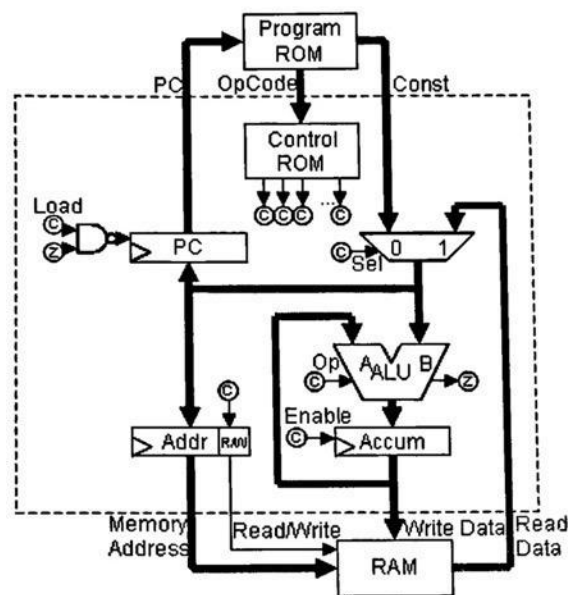 Program
ROM
PC
OpCode
Const
Control
ROM
C C C ... C
Load
C
Z
PC
C
Sel
0 1
A ALU B
Op
C
Z
C
Enable
C
Addr
R/W
Accum
Memory
Address
Read/Write
Write Data
Read
Data
RAM